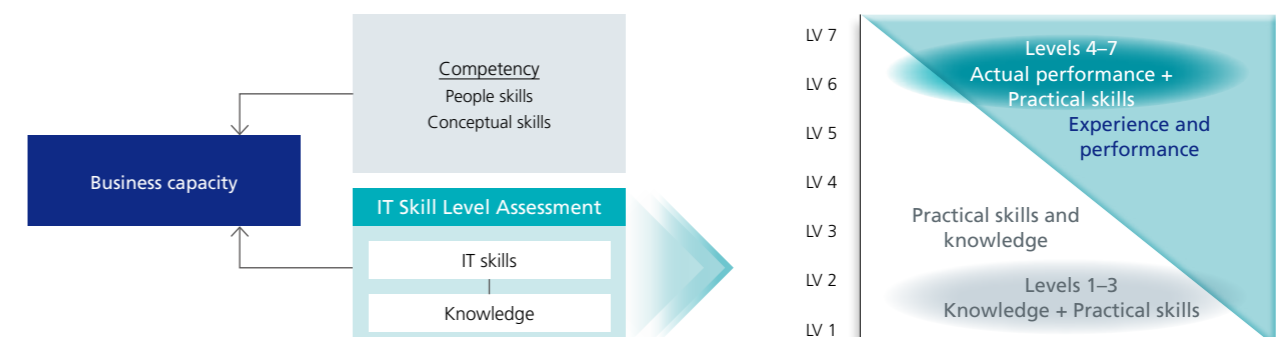 Competency
People skills
Conceptual skills
Business capacity
IT Skill Level Assessment
IT skills
Knowledge
LV 7
LV 6
LV 5
LV 4
LV 3
LV 2
LV 1
Levels 4–7
Actual performance +
Practical skills
Experience and
performance
Practical skills and
knowledge
Levels 1–3
Knowledge + Practical skills